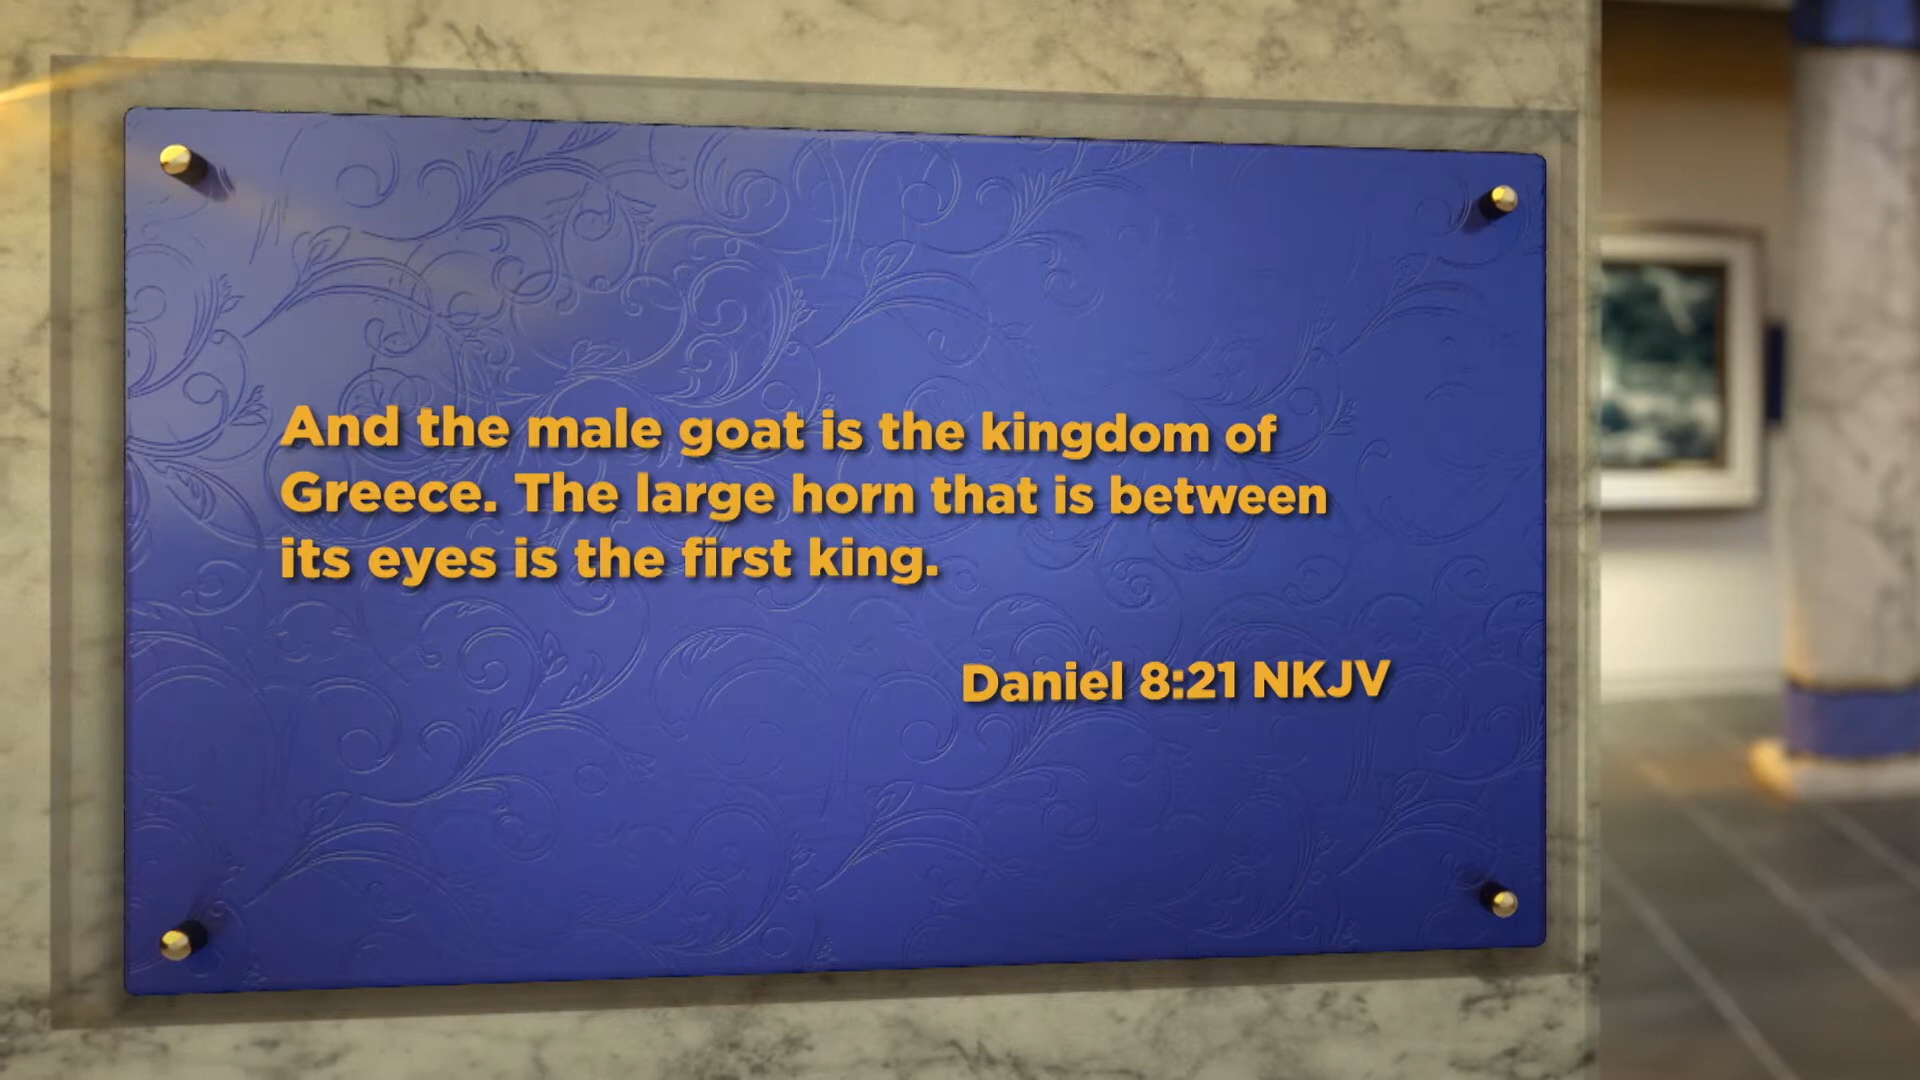 And the male goat is the kingdom of
Greece. The large horn that is between
its eyes is the first king.
Daniel 8:21 NKJV